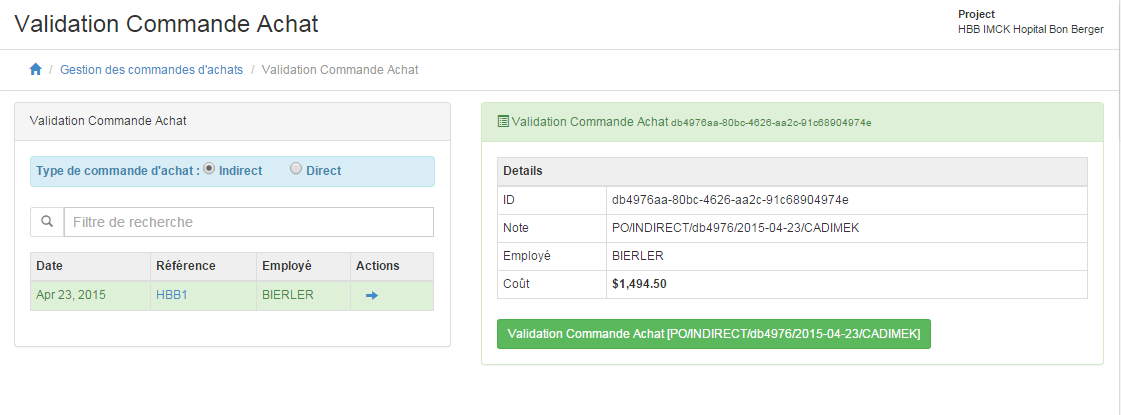 Validation Commande Achat
Project
HBB IMCK Hopital Bon Berger
/ Gestion des commandes d'achats / Validation Commande Achat
Validation Commande Achat
Type de commande d'achat : Indirect Direct
Filtre de recherche
Date Référence Employé Actions
Apr 23, 2015 HBB1 BIERLER
Validation Commande Achat db4976aa-80bc-4626-aa2c-91c68904974e
Details
ID db4976aa-80bc-4626-aa2c-91c68904974e
Note PO/INDIRECT/db4976/2015-04-23/CADIMEK
Employé BIERLER
Coût $1,494.50
Validation Commande Achat [PO/INDIRECT/db4976/2015-04-23/CADIMEK]